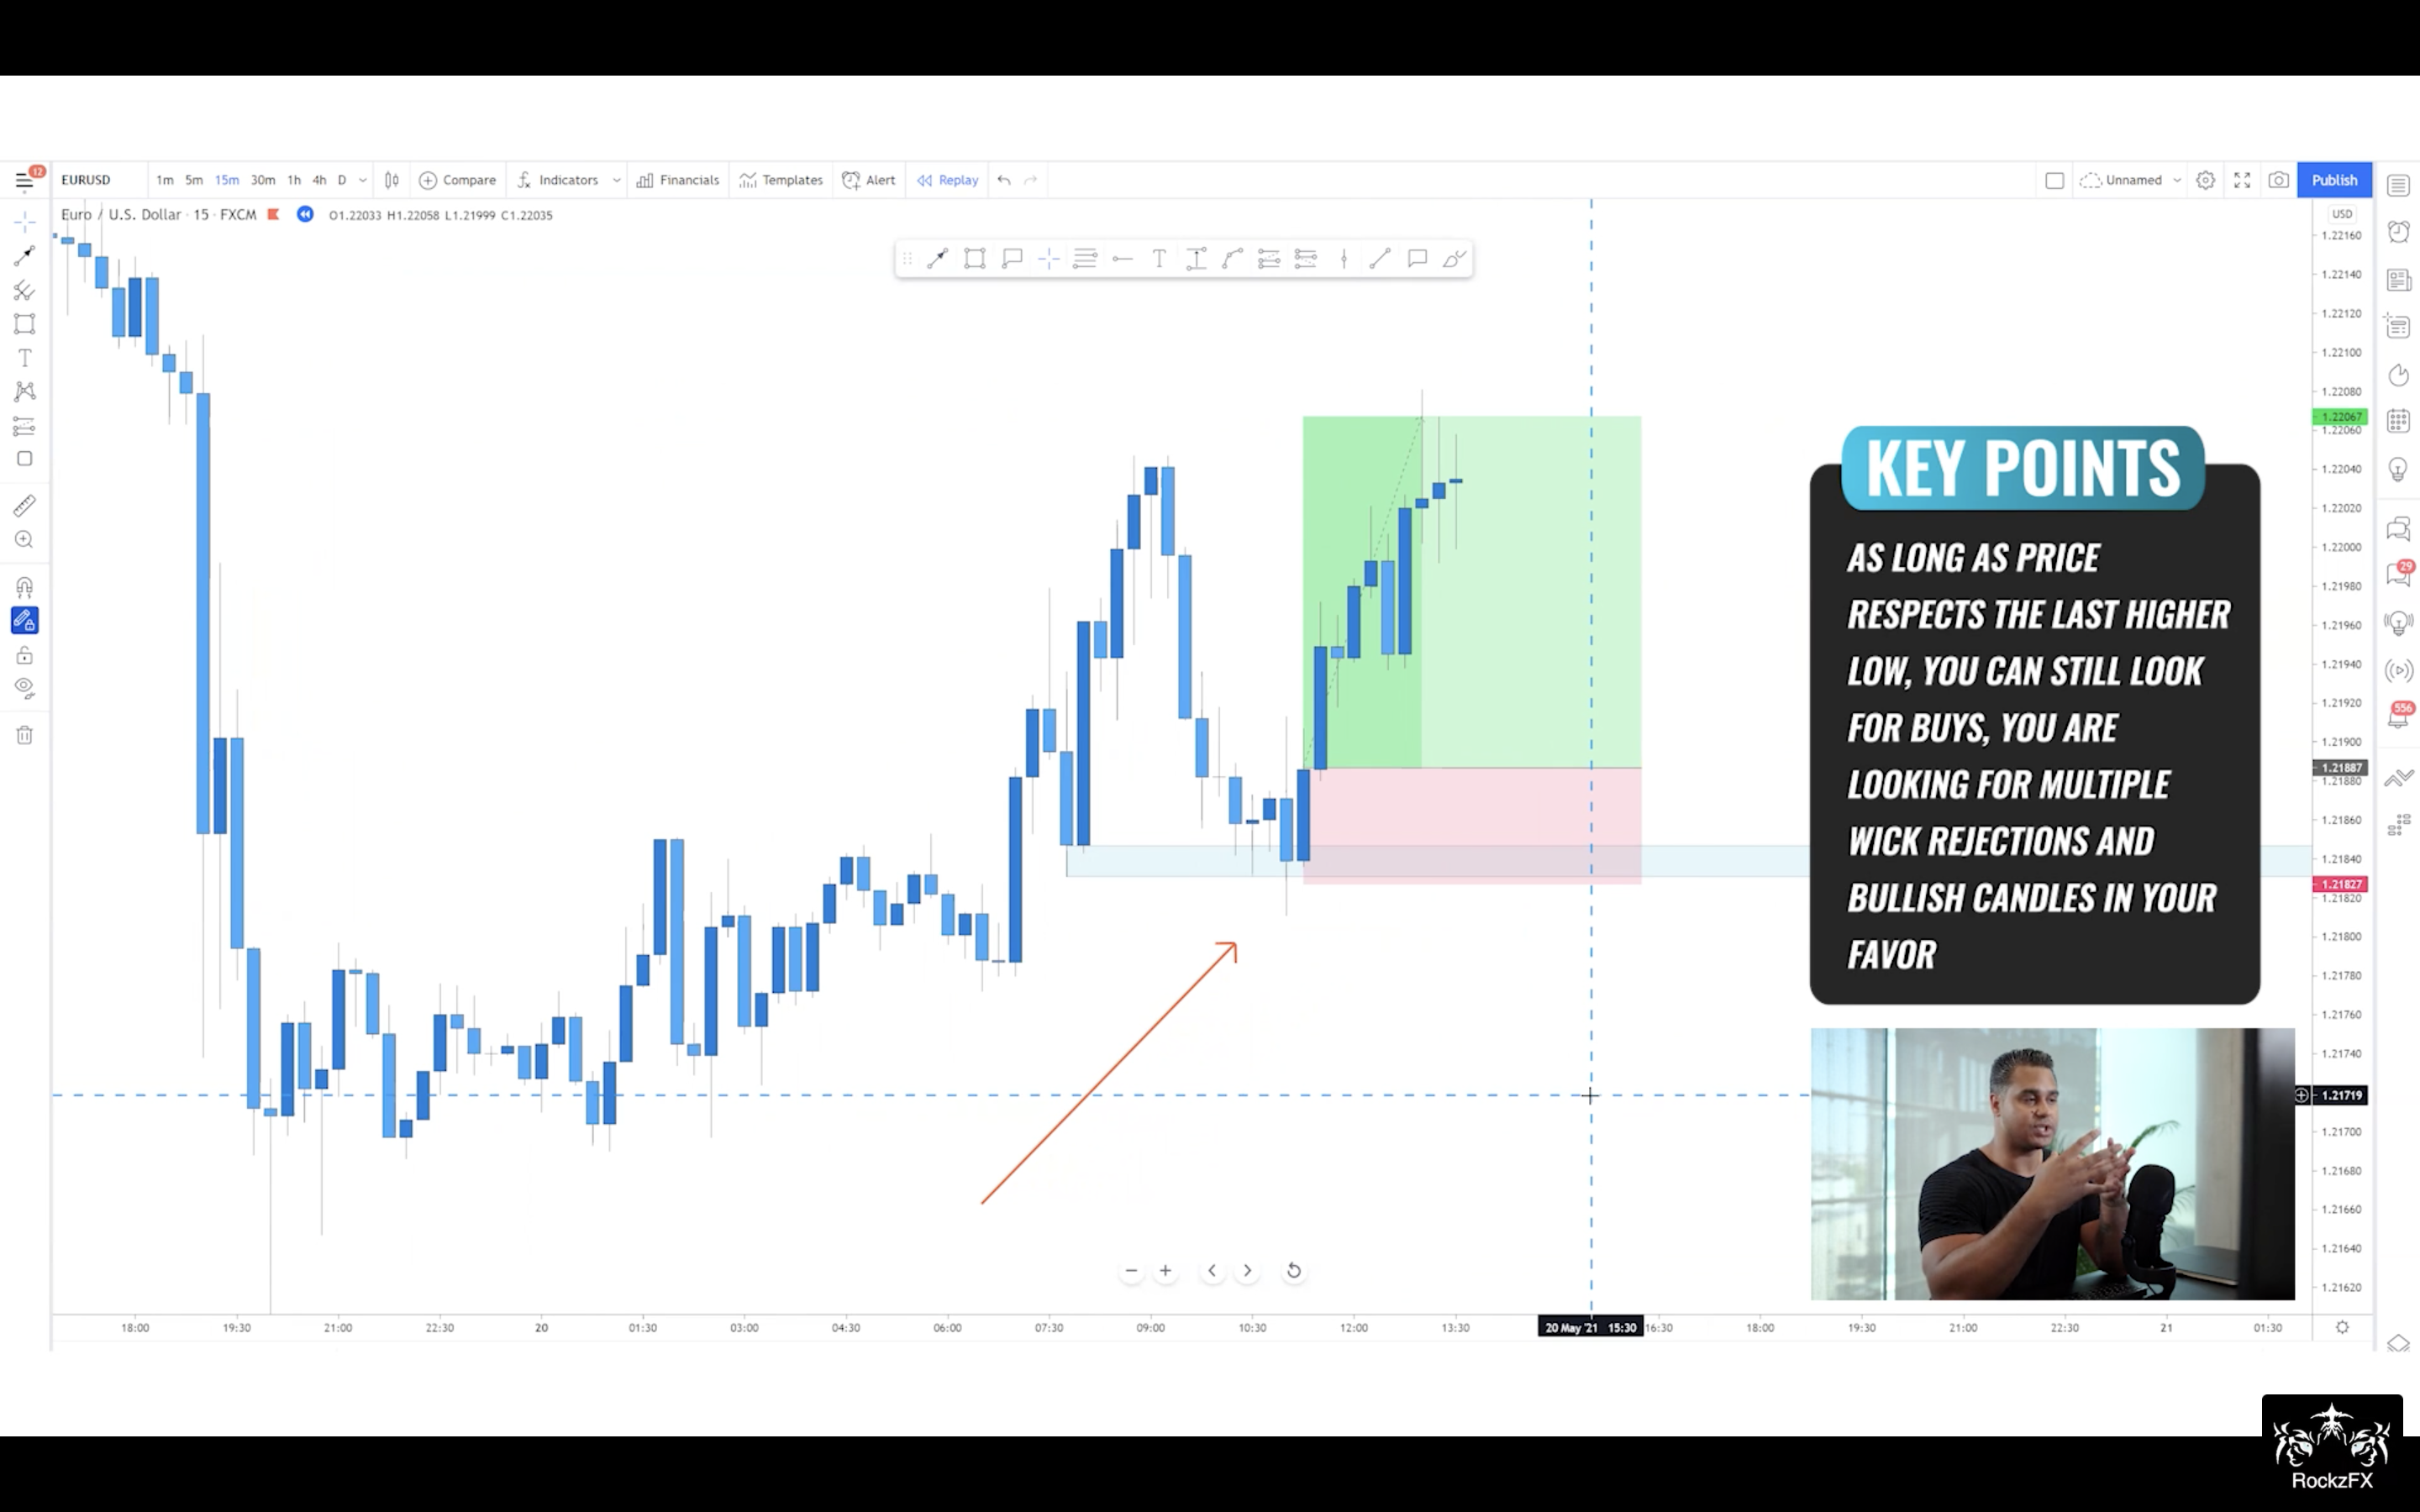 12
EURUSD
1m 5m 15m 30m 1h 4h D
Compare
Indicators
Financials
Templates
Alert
Replay
Unnamed
Publish
Euro / U.S. Dollar · 15 · FXCM
O1.22033 H1.22058 L1.21999 C1.22035
USD
1.22160
1.22140
1.22120
1.22100
1.22080
1.22067
1.22060
1.22040
1.22020
1.22000
1.21980
1.21960
1.21940
1.21920
1.21900
1.21887
1.21880
1.21860
1.21840
1.21827
1.21820
1.21800
1.21780
1.21760
1.21740
1.21719
1.21700
1.21680
1.21660
1.21640
1.21620
29
556
KEY POINTS
AS LONG AS PRICE
RESPECTS THE LAST HIGHER
LOW, YOU CAN STILL LOOK
FOR BUYS, YOU ARE
LOOKING FOR MULTIPLE
WICK REJECTIONS AND
BULLISH CANDLES IN YOUR
FAVOR
18:00 19:30 21:00 22:30 20 01:30 03:00 04:30 06:00 07:30 09:00 10:30 12:00 13:30 20 May '21 15:30 16:30 18:00 19:30 21:00 22:30 21 01:30
RockzFX